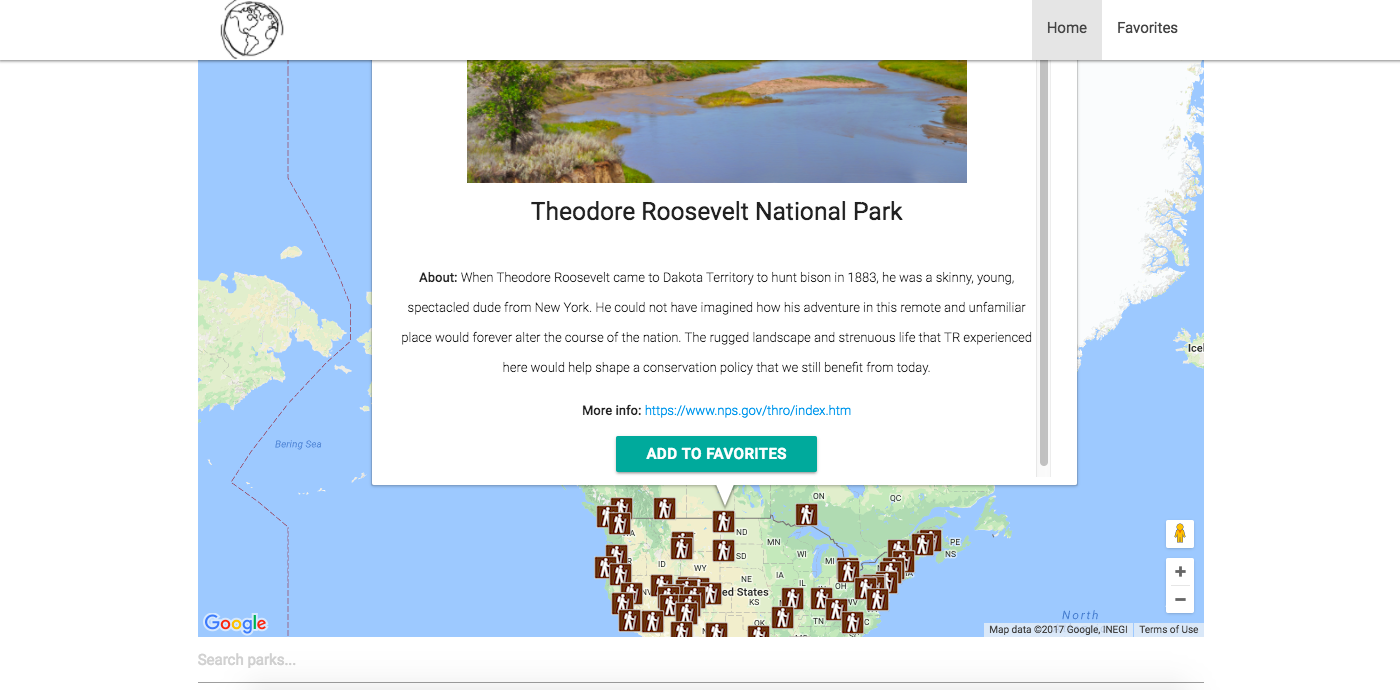 Home
Favorites
Theodore Roosevelt National Park
About: When Theodore Roosevelt came to Dakota Territory to hunt bison in 1883, he was a skinny, young,
spectacled dude from New York. He could not have imagined how his adventure in this remote and unfamiliar
place would forever alter the course of the nation. The rugged landscape and strenuous life that TR experienced
here would help shape a conservation policy that we still benefit from today.
Icel
More info: https://www.nps.gov/thro/index.htm
Bering Sea
ADD TO FAVORITES
ON
QC
ND
MN
PE
NS
SD
WI
MI
ID
WY
IA
NE
IL
OH
NV
ed States
KS
WV
OK
TN
North
Google
Map data ©2017 Google, INEGI
Terms of Use
Search parks...